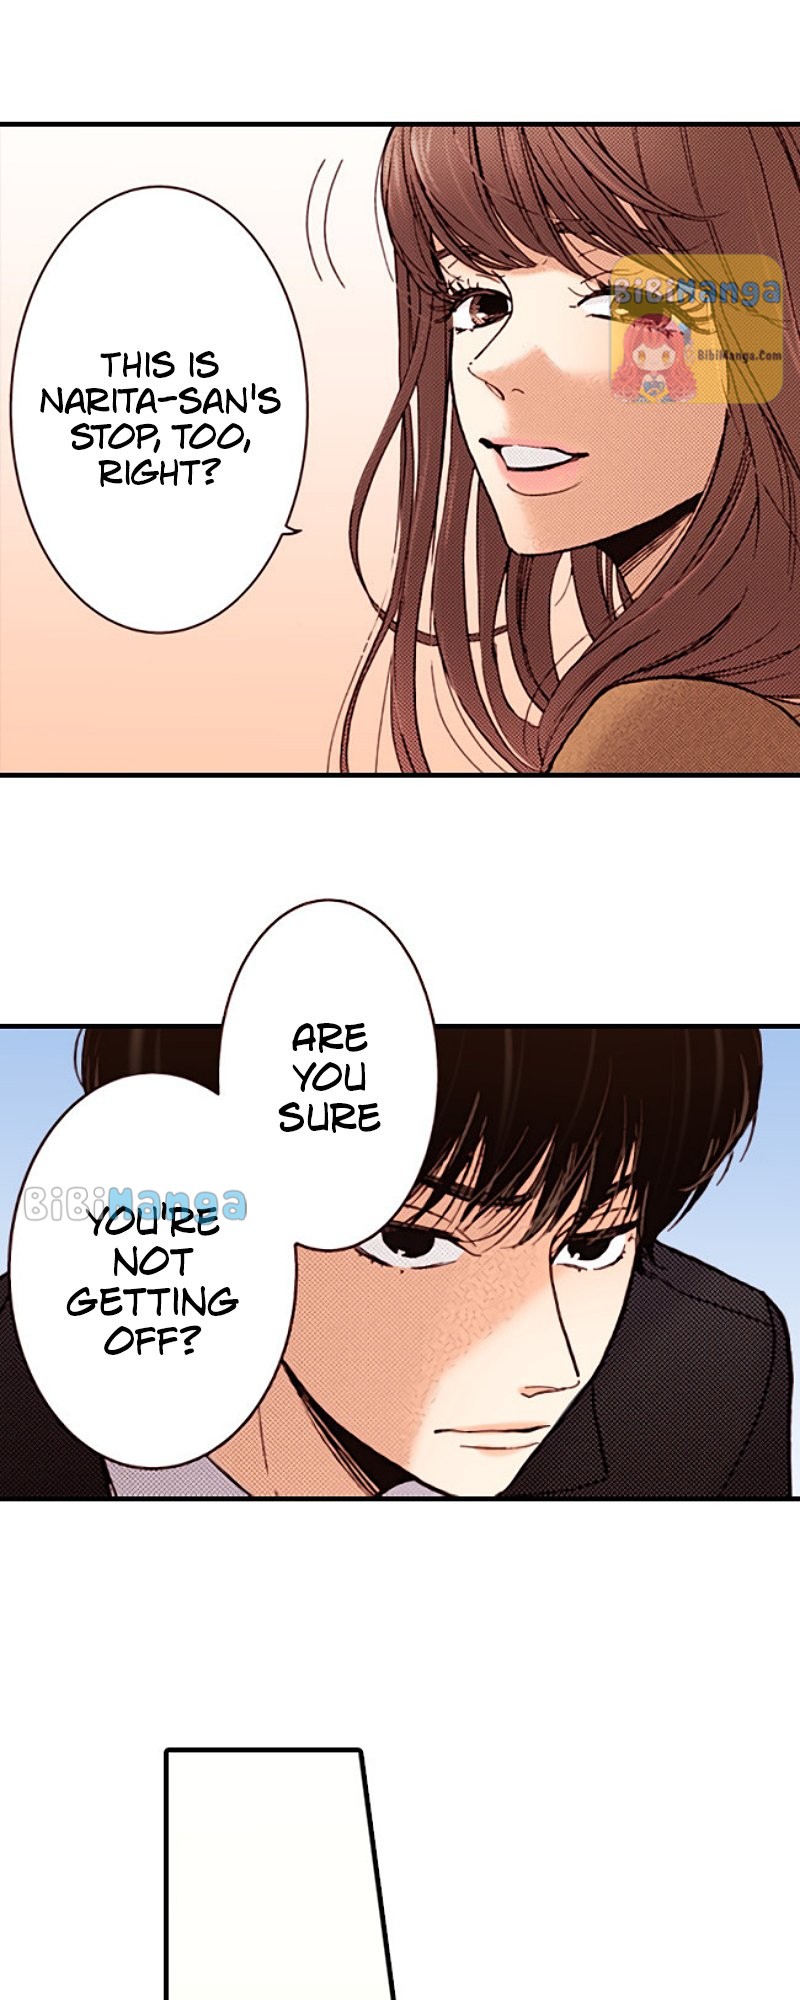 BiBiManga
BibiManga.Com
THIS IS
NARITA-SAN'S
STOP, TOO,
RIGHT?
ARE
YOU
SURE
BiBiManga
YOU'RE
NOT
GETTING
OFF?